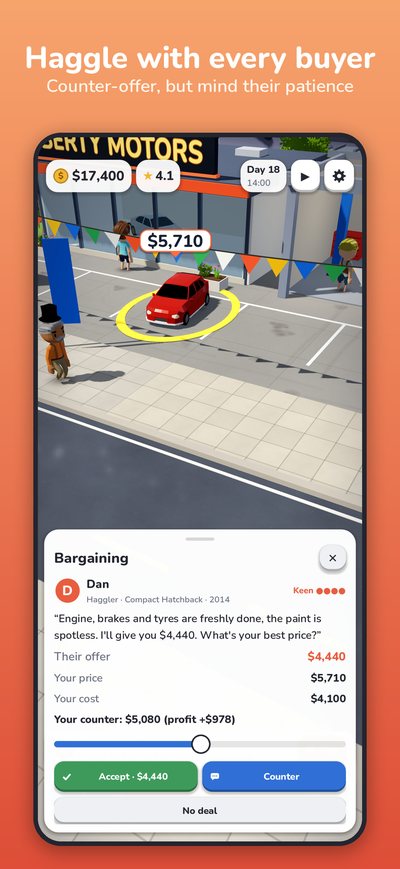 Haggle with every buyer
Counter-offer, but mind their patience
BERTY MOTORS
$17,400
4.1
Day 18
14:00
$5,710
Bargaining
D
Dan
Haggler · Compact Hatchback · 2014
Keen
“Engine, brakes and tyres are freshly done, the paint is
spotless. I'll give you $4,440. What's your best price?”
Their offer
$4,440
Your price
$5,710
Your cost
$4,100
Your counter: $5,080 (profit +$978)
Accept · $4,440
Counter
No deal